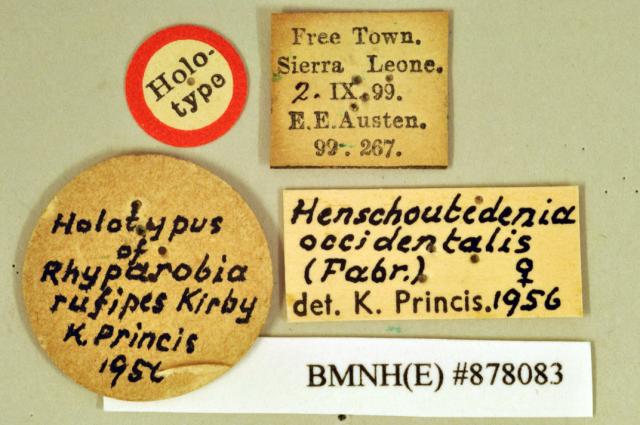 Holo-
type
Free Town.
Sierra Leone.
2. IX. 99.
E.E. Austen.
99. 267.
Holotypus
of
Rhyparobia
rufipes Kirby
K. Princis
1956
Henschoutedenia
occidentalis
(Fabr.) ♀
det. K. Princis. 1956
BMNH(E) #878083